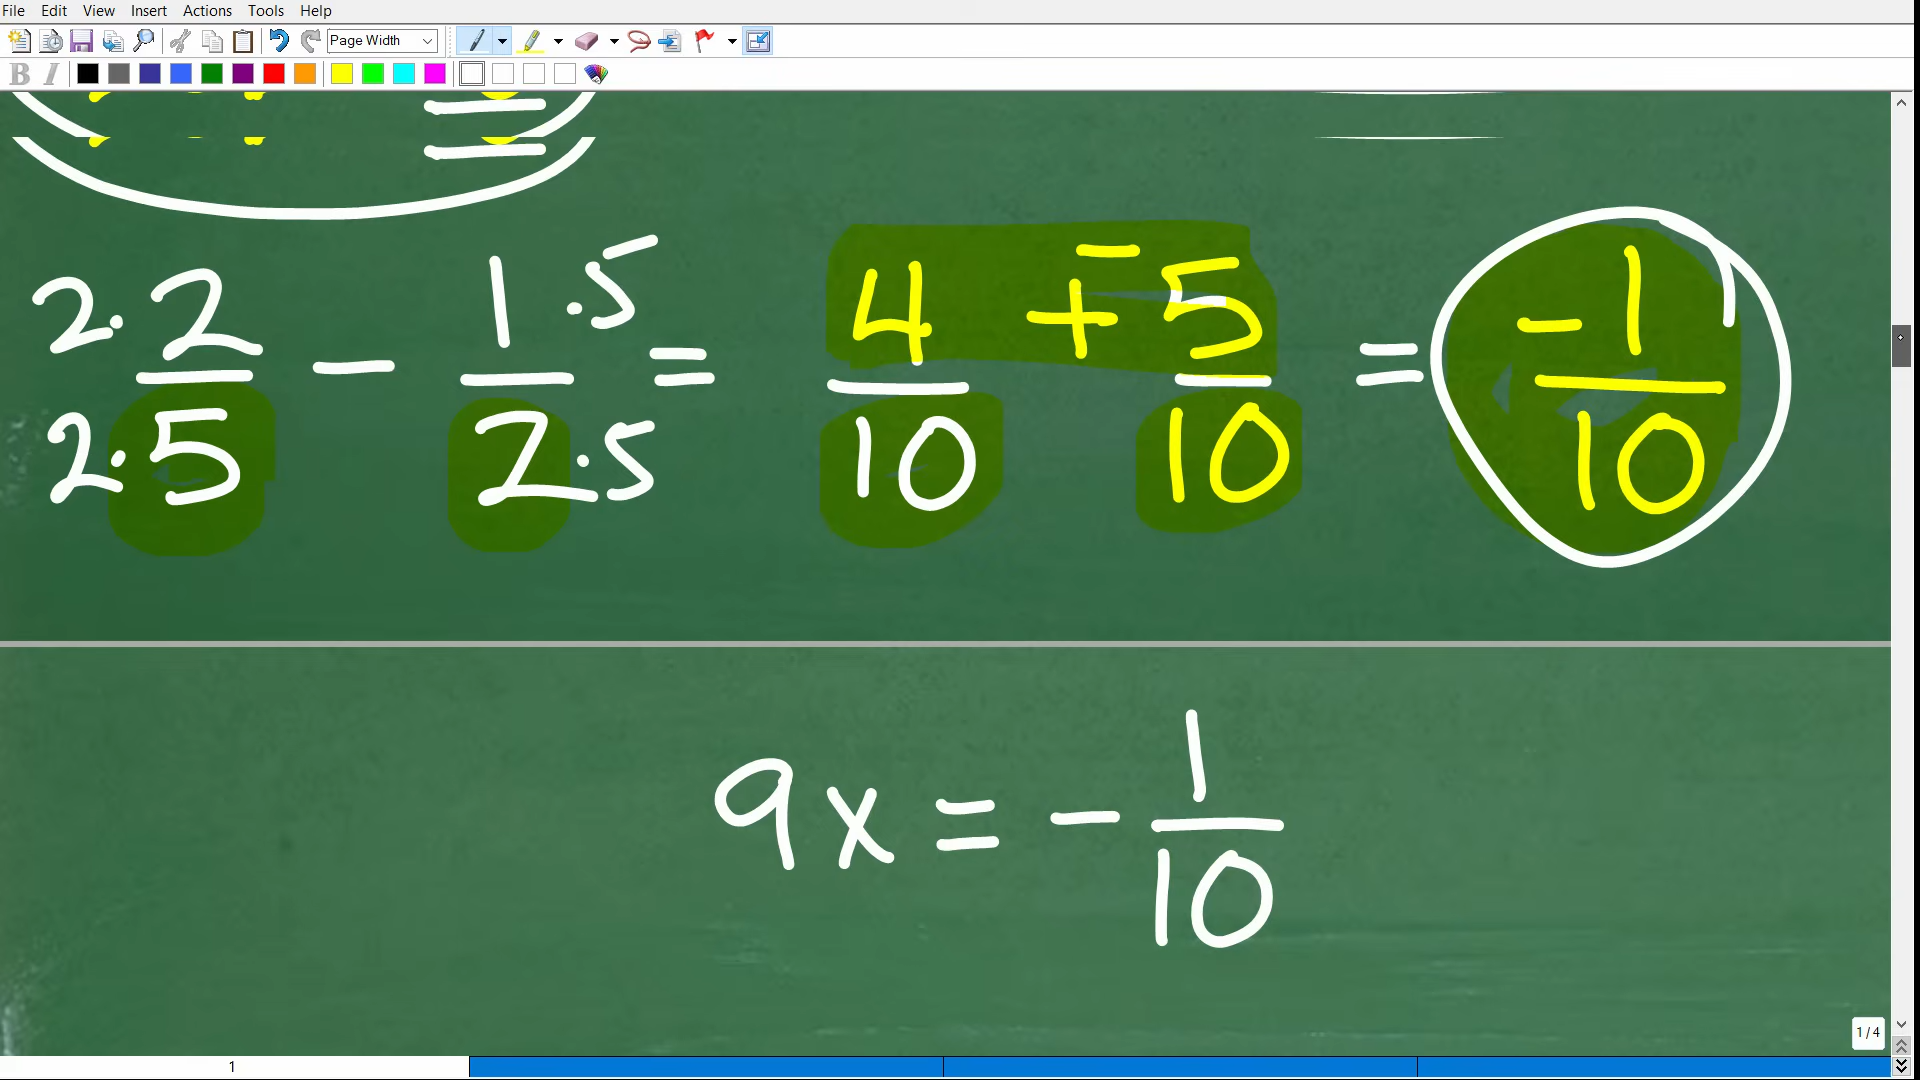 File Edit View Insert Actions Tools Help
Page Width
B I
2·2/5 − 1·5/2·5 = 4/10 + −5/10 = −1/10
2·
9x = −1/10
1/4
1